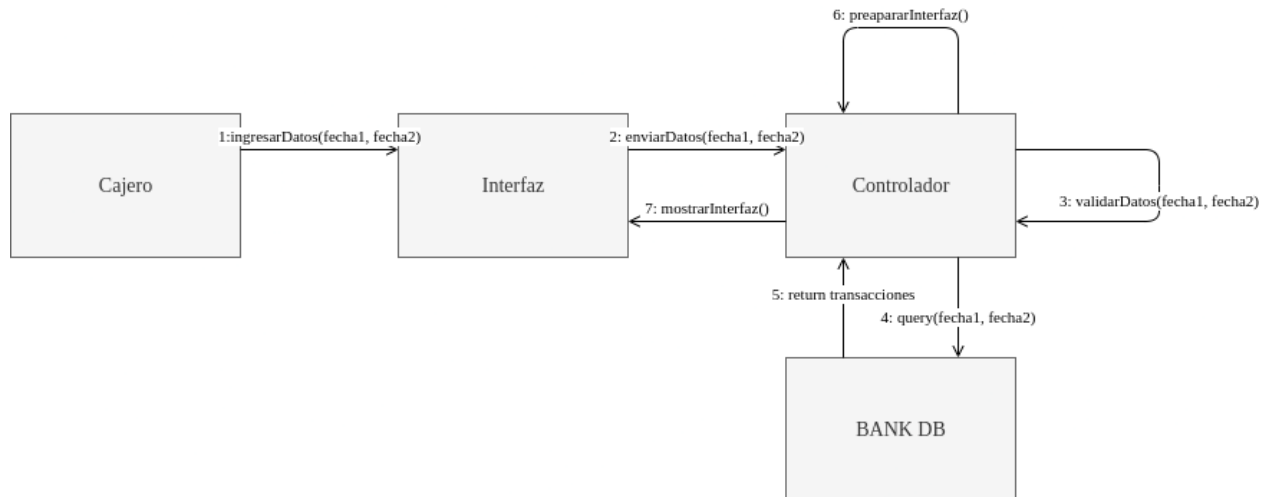 6: preapararInterfaz()
1:ingresarDatos(fecha1, fecha2)
2: enviarDatos(fecha1, fecha2)
Cajero
Interfaz
Controlador
3: validarDatos(fecha1, fecha2)
7: mostrarInterfaz()
5: return transacciones
4: query(fecha1, fecha2)
BANK DB